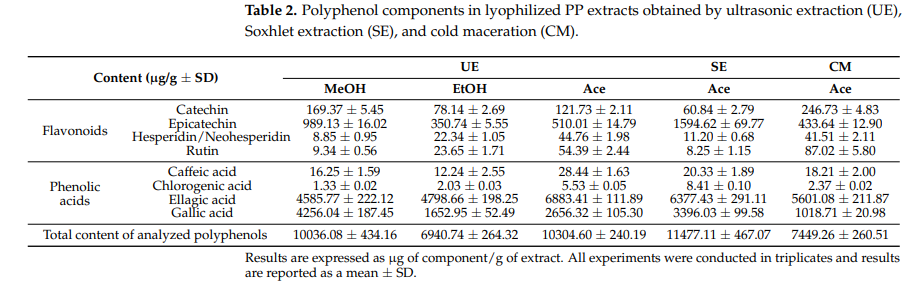 Table 2. Polyphenol components in lyophilized PP extracts obtained by ultrasonic extraction (UE),
Soxhlet extraction (SE), and cold maceration (CM).
Content (µg/g ± SD) UE SE CM
MeOH EtOH Ace Ace Ace
Flavonoids
Catechin 169.37 ± 5.45 78.14 ± 2.69 121.73 ± 2.11 60.84 ± 2.79 246.73 ± 4.83
Epicatechin 989.13 ± 16.02 350.74 ± 5.55 510.01 ± 14.79 1594.62 ± 69.77 433.64 ± 12.90
Hesperidin/Neohesperidin 8.85 ± 0.95 22.34 ± 1.05 44.76 ± 1.98 11.20 ± 0.68 41.51 ± 2.11
Rutin 9.34 ± 0.56 23.65 ± 1.71 54.39 ± 2.44 8.25 ± 1.15 87.02 ± 5.80
Phenolic
acids
Caffeic acid 16.25 ± 1.59 12.24 ± 2.55 28.44 ± 1.63 20.33 ± 1.89 18.21 ± 2.00
Chlorogenic acid 1.33 ± 0.02 2.03 ± 0.03 5.53 ± 0.05 8.41 ± 0.10 2.37 ± 0.02
Ellagic acid 4585.77 ± 222.12 4798.66 ± 198.25 6883.41 ± 111.89 6377.43 ± 291.11 5601.08 ± 211.87
Gallic acid 4256.04 ± 187.45 1652.95 ± 52.49 2656.32 ± 105.30 3396.03 ± 99.58 1018.71 ± 20.98
Total content of analyzed polyphenols 10036.08 ± 434.16 6940.74 ± 264.32 10304.60 ± 240.19 11477.11 ± 467.07 7449.26 ± 260.51
Results are expressed as µg of component/g of extract. All experiments were conducted in triplicates and results
are reported as a mean ± SD.